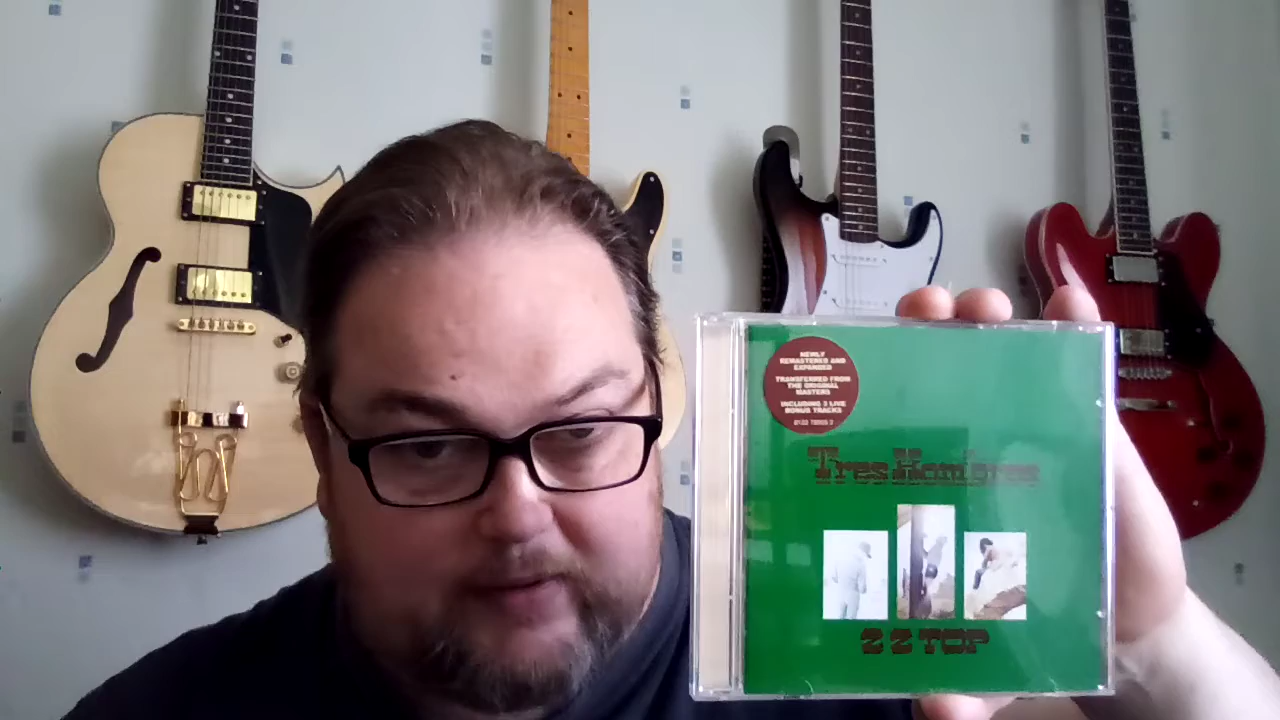 NEWLY
REMASTERED AND
EXPANDED
TRANSFERRED FROM
THE ORIGINAL
MASTERS
INCLUDING 3 LIVE
BONUS TRACKS
Tres Hombres
ZZ TOP